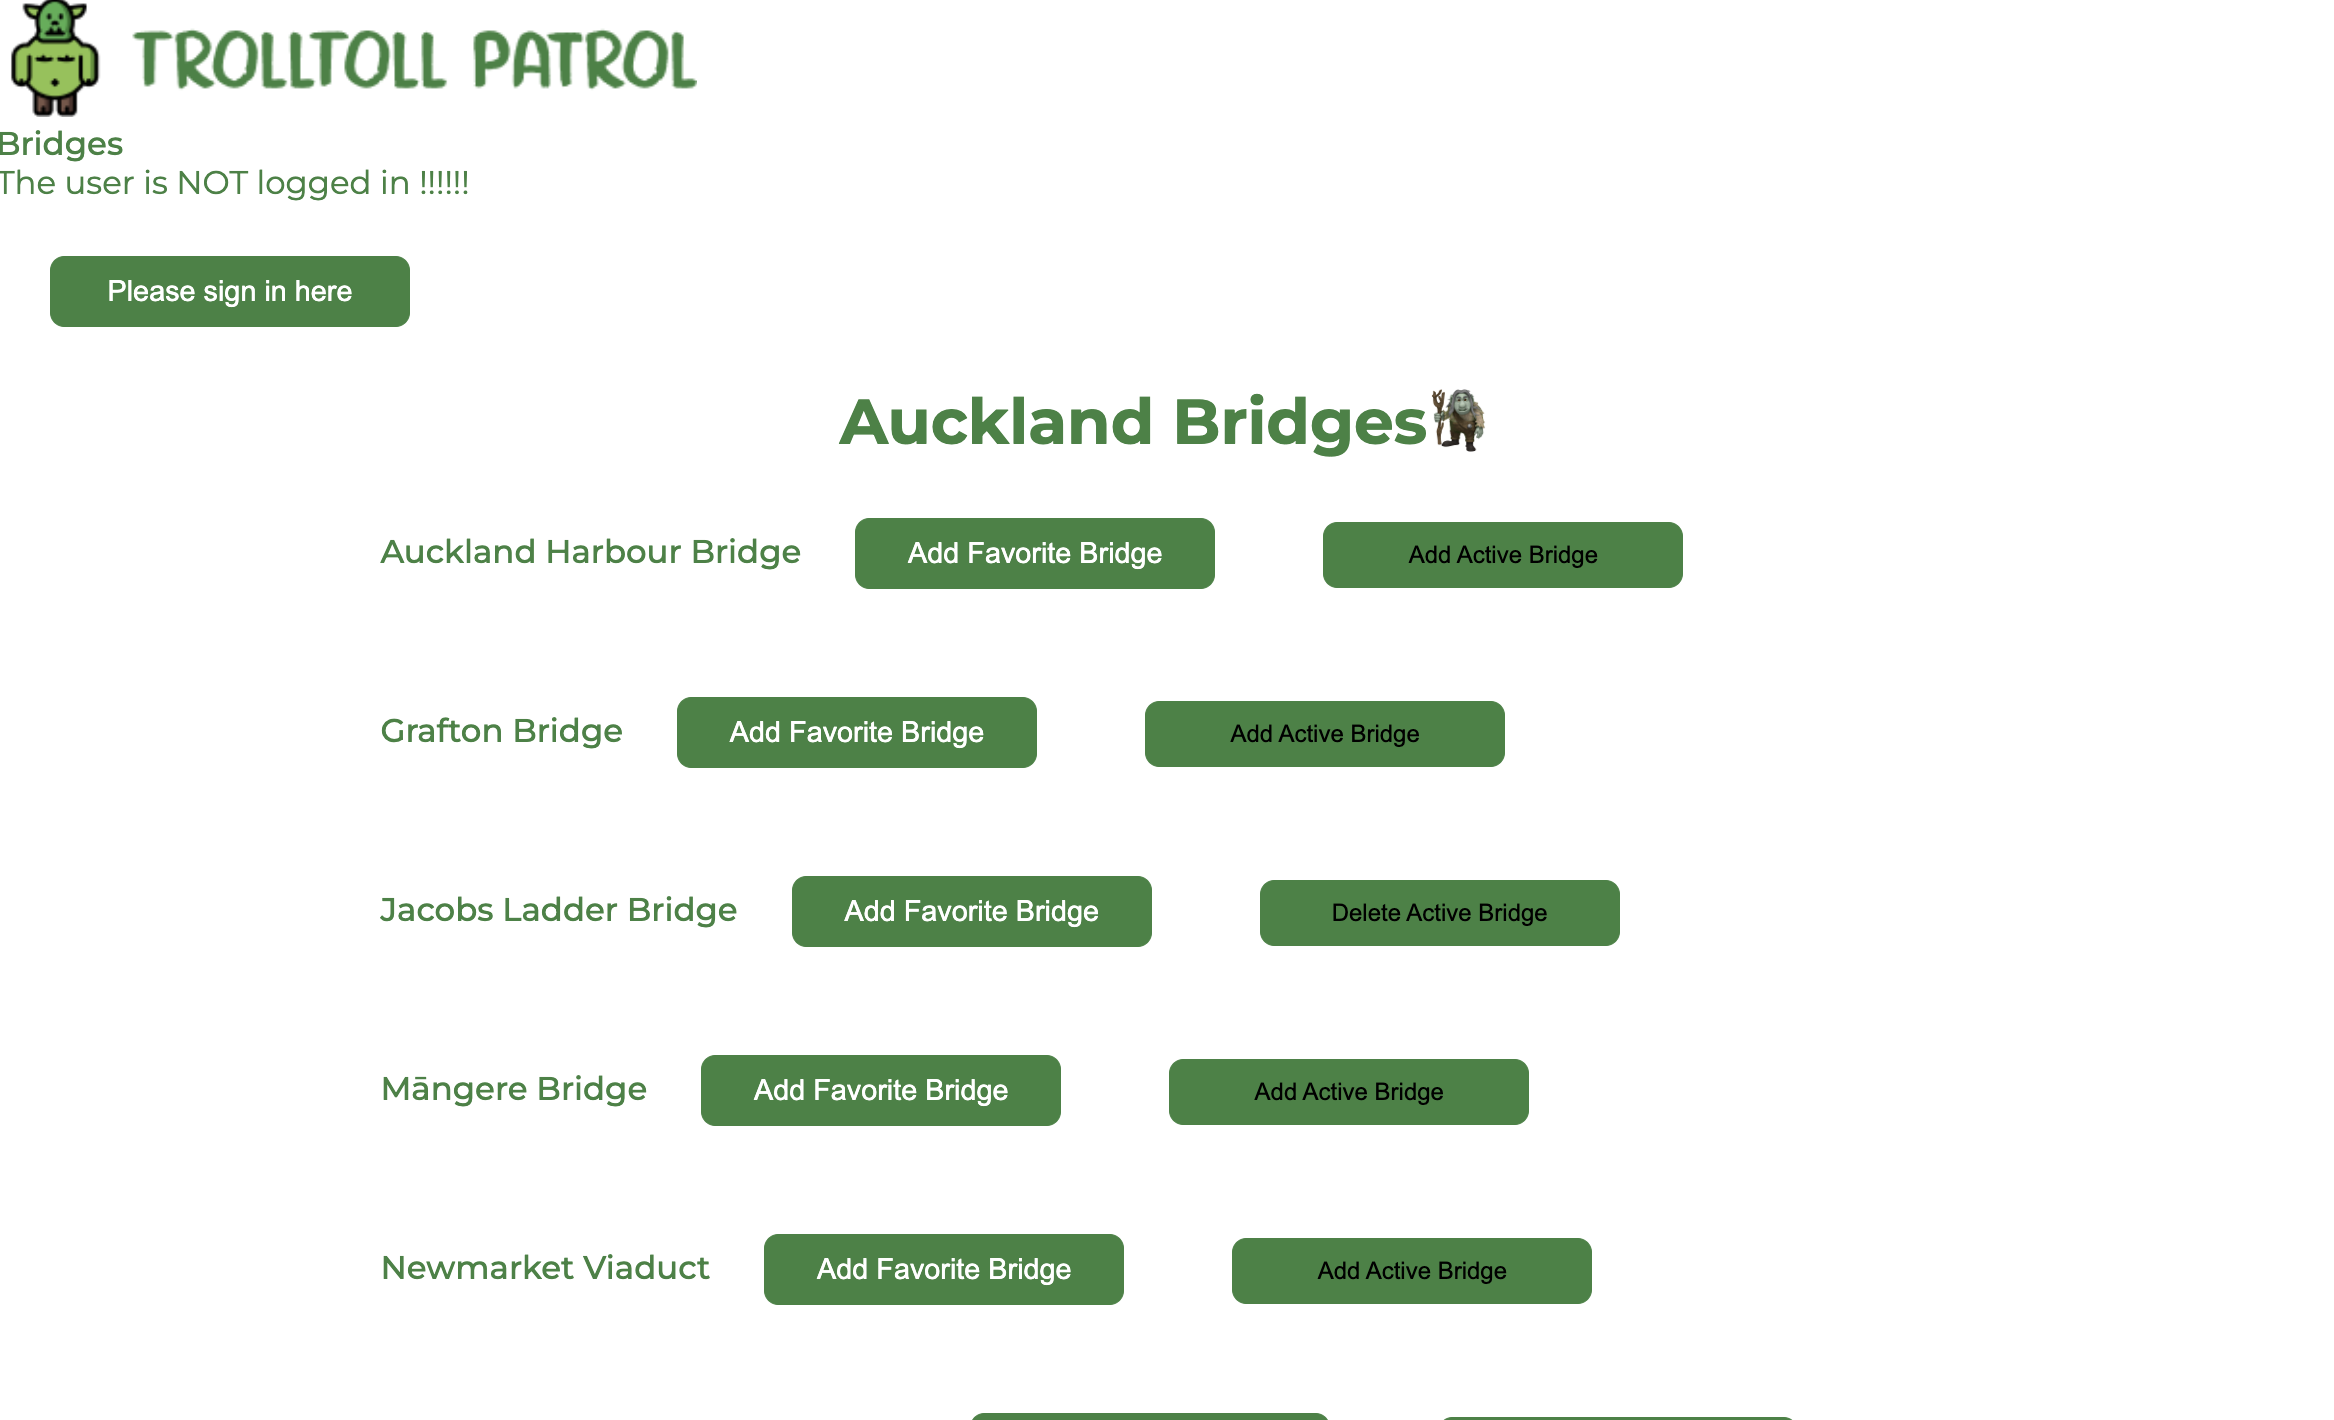 TROLLTOLL PATROL
Bridges
The user is NOT logged in !!!!!!
Please sign in here
Auckland Bridges
Auckland Harbour Bridge Add Favorite Bridge Add Active Bridge
Grafton Bridge Add Favorite Bridge Add Active Bridge
Jacobs Ladder Bridge Add Favorite Bridge Delete Active Bridge
Māngere Bridge Add Favorite Bridge Add Active Bridge
Newmarket Viaduct Add Favorite Bridge Add Active Bridge